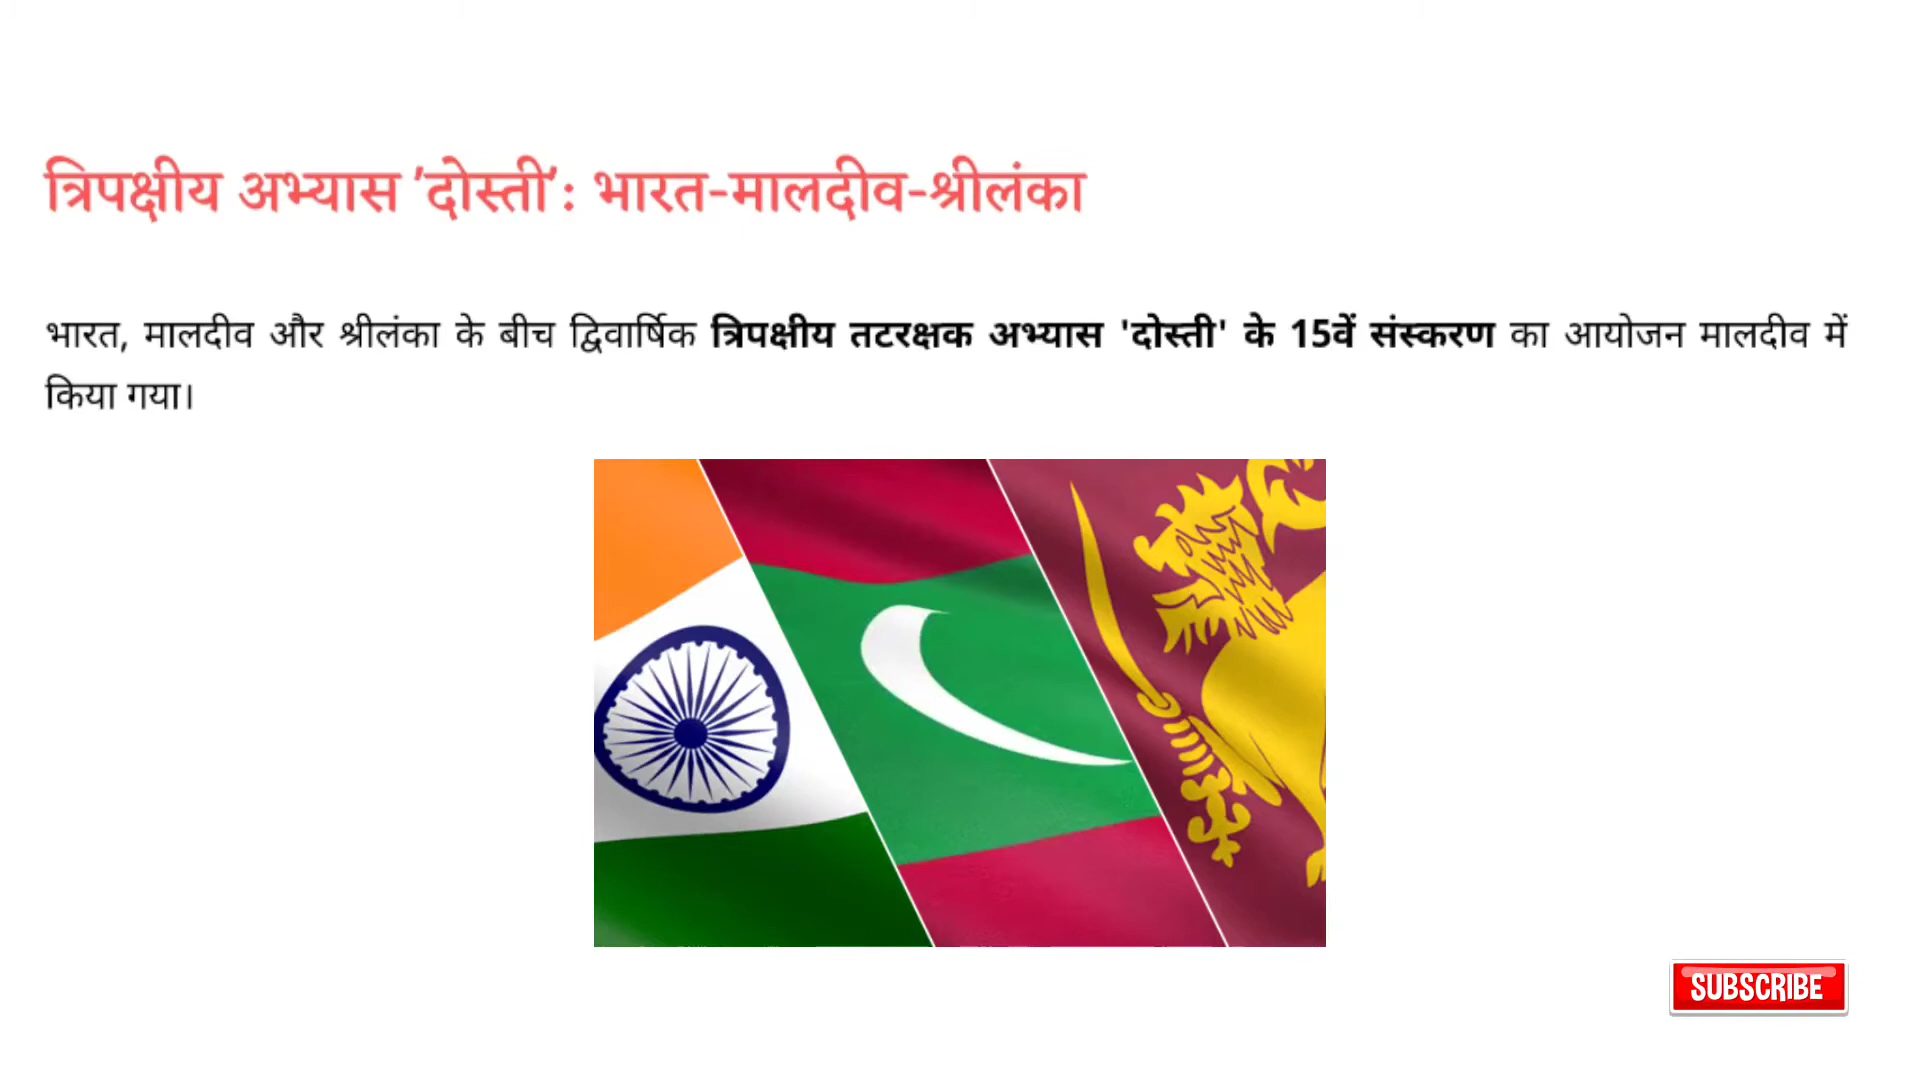 त्रिपक्षीय अभ्यास 'दोस्ती': भारत-मालदीव-श्रीलंका
भारत, मालदीव और श्रीलंका के बीच द्विवार्षिक त्रिपक्षीय तटरक्षक अभ्यास 'दोस्ती' के 15वें संस्करण का आयोजन मालदीव में
किया गया।
SUBSCRIBE